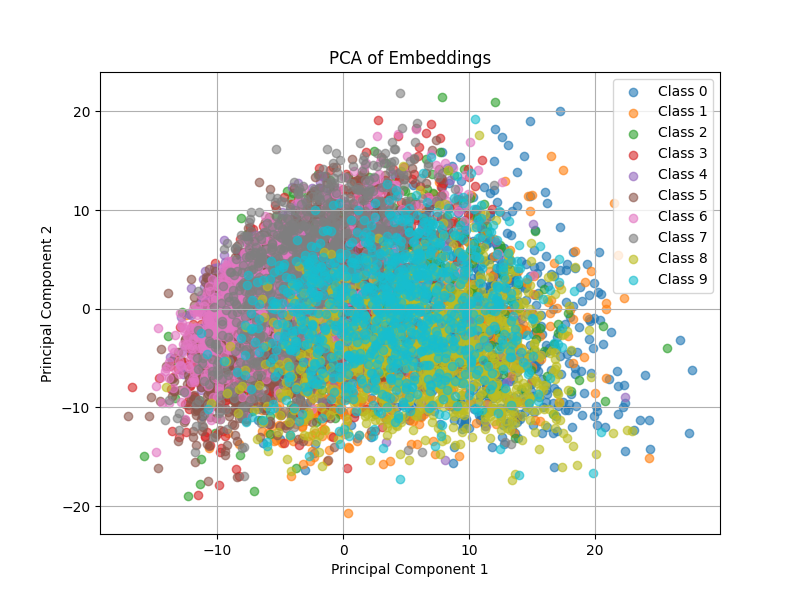 PCA of Embeddings
Class 0
Class 1
Class 2
Class 3
Class 4
Class 5
Class 6
Class 7
Class 8
Class 9
20
10
0
−10
−20
Principal Component 2
−10
0
10
20
Principal Component 1